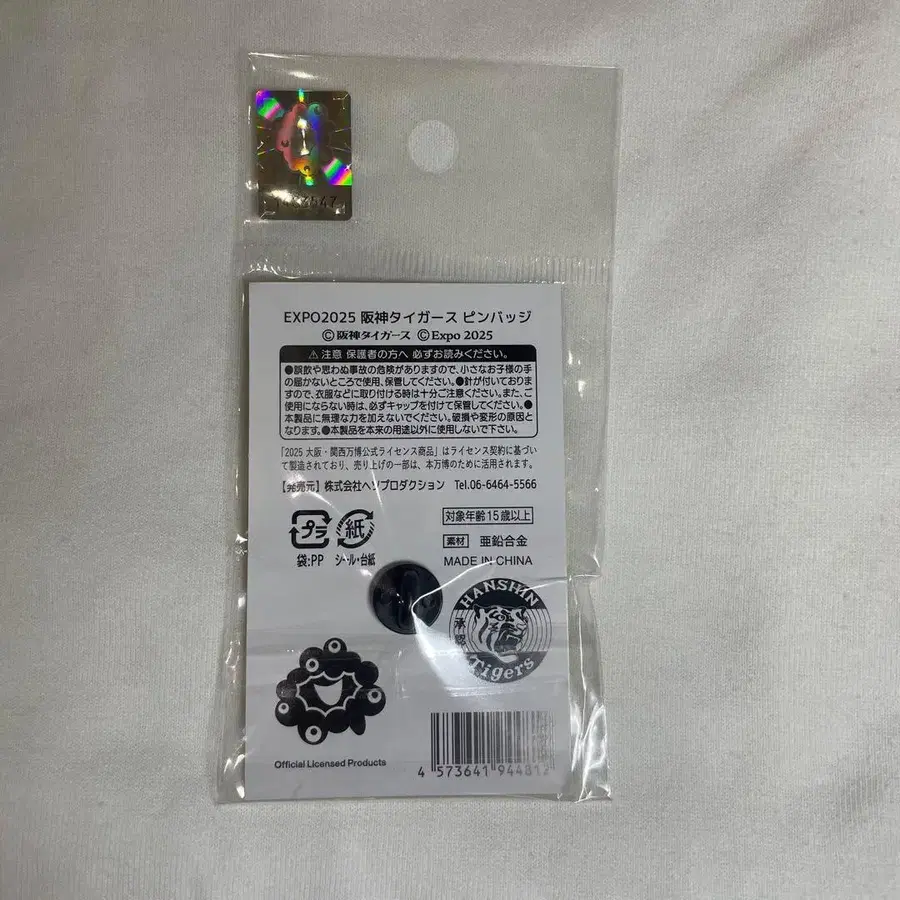 EXPO2025 阪神タイガース ピンバッジ
Ⓒ阪神タイガース ⒸExpo 2025
⚠注意 保護者の方へ 必ずお読みください。
●誤飲や思わぬ事故の危険がありますので、小さなお子様の手
の届かないところで使用、保管してください。●針が付いておりま
すので、衣服などに取り付ける時は十分ご注意ください。また、ご
使用にならない時は、必ずキャップを付けて保管してください。●
本製品に無理な力を加えないでください。破損や変形の原因と
なります。●本製品を本来の用途以外に使用しないで下さい。
「2025 大阪・関西万博公式ライセンス商品」はライセンス契約に基づい
て製造されており、売り上げの一部は、本万博のために活用されます。
【発売元】株式会社ヘソプロダクション Tel.06-6464-5566
プラ 紙
袋:PP シール・台紙
対象年齢15歳以上
素材 亜鉛合金
MADE IN CHINA
HANSHIN
承認
Tigers
Official Licensed Products
4 573641 94481